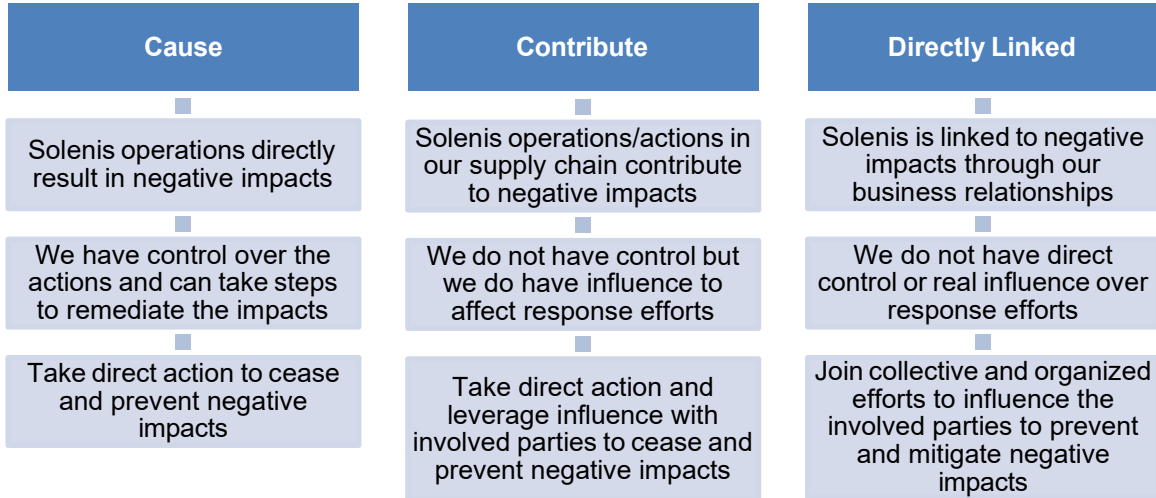 Cause
Solenis operations directly
result in negative impacts
We have control over the
actions and can take steps
to remediate the impacts
Take direct action to cease
and prevent negative
impacts
Contribute
Solenis operations/actions in
our supply chain contribute
to negative impacts
We do not have control but
we do have influence to
affect response efforts
Take direct action and
leverage influence with
involved parties to cease and
prevent negative impacts
Directly Linked
Solenis is linked to negative
impacts through our
business relationships
We do not have direct
control or real influence over
response efforts
Join collective and organized
efforts to influence the
involved parties to prevent
and mitigate negative
impacts